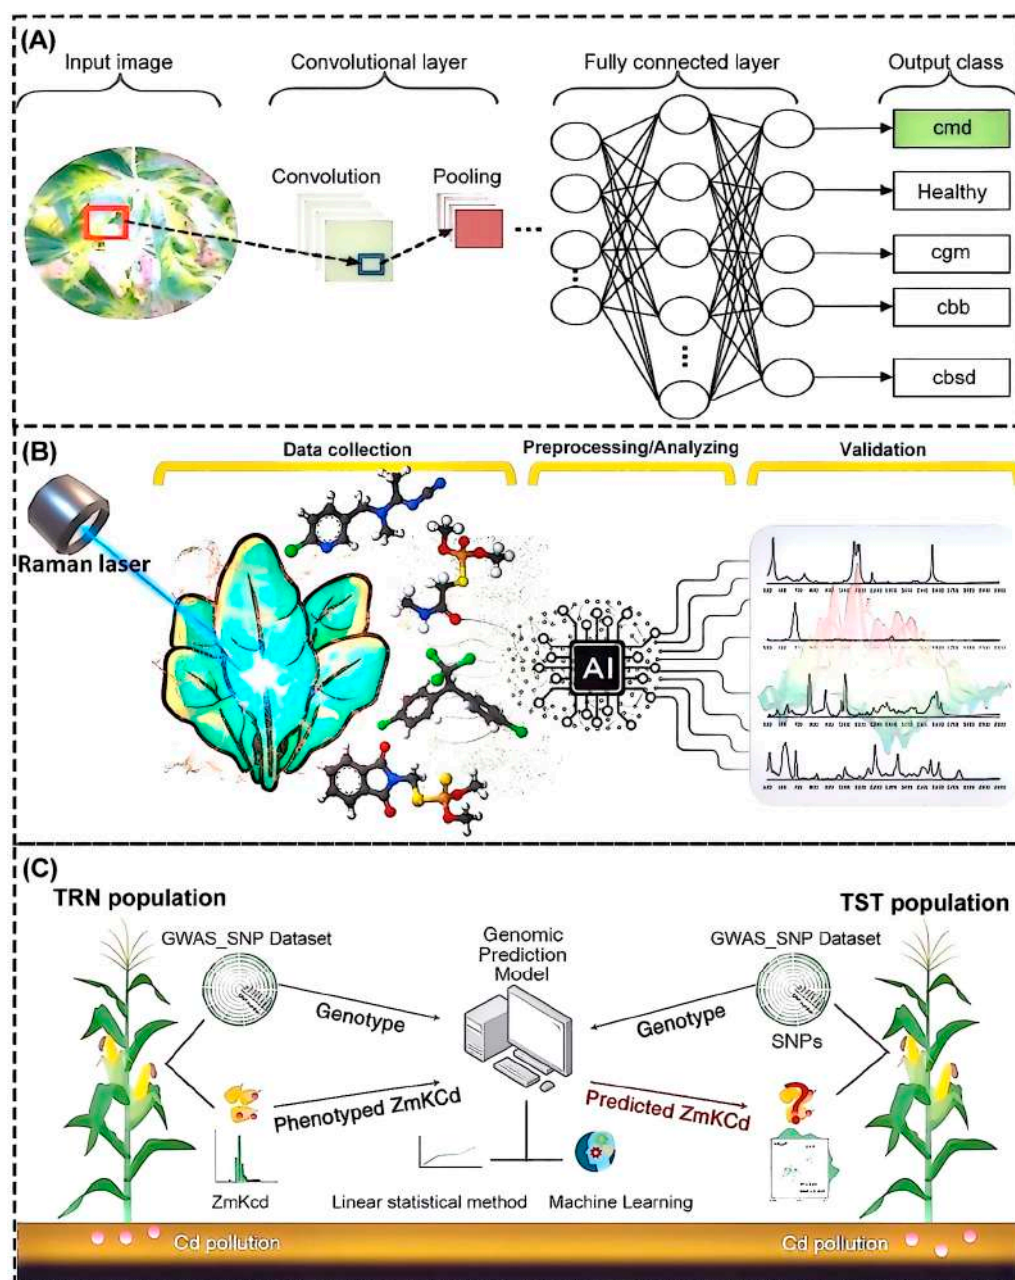 (A)
Input image
Convolutional layer
Fully connected layer
Output class
Convolution
Pooling
cmd
Healthy
cgm
cbb
cbsd
(B)
Data collection
Preprocessing/Analyzing
Validation
Raman laser
AI
(C)
TRN population
TST population
GWAS_SNP Dataset
Genomic
Prediction
Model
GWAS_SNP Dataset
Genotype
Genotype
SNPs
Phenotyped ZmKCd
Predicted ZmKCd
?
ZmKcd
Linear statistical method
Machine Learning
Cd pollution
Cd pollution